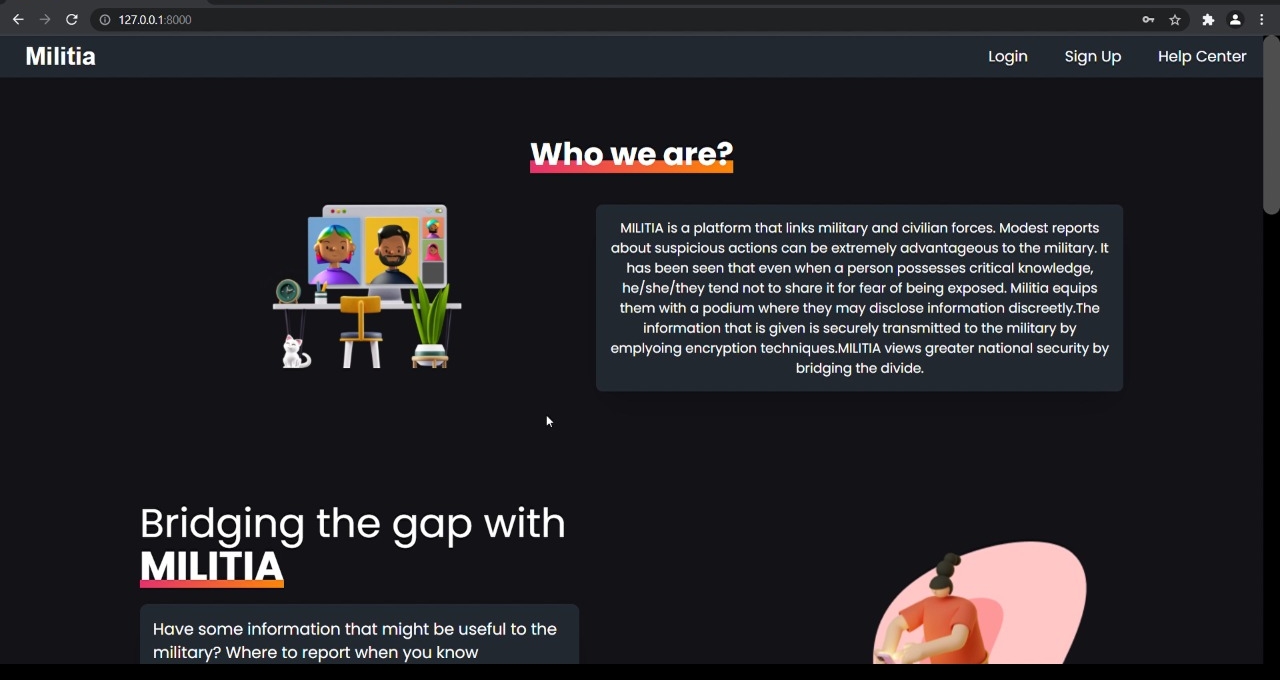 127.0.0.1:8000
Militia
Login
Sign Up
Help Center
Who we are?
MILITIA is a platform that links military and civilian forces. Modest reports
about suspicious actions can be extremely advantageous to the military. It
has been seen that even when a person possesses critical knowledge,
he/she/they tend not to share it for fear of being exposed. Militia equips
them with a podium where they may disclose information discreetly.The
information that is given is securely transmitted to the military by
emplyoing encryption techniques.MILITIA views greater national security by
bridging the divide.
Bridging the gap with
MILITIA
Have some information that might be useful to the
military? Where to report when you know